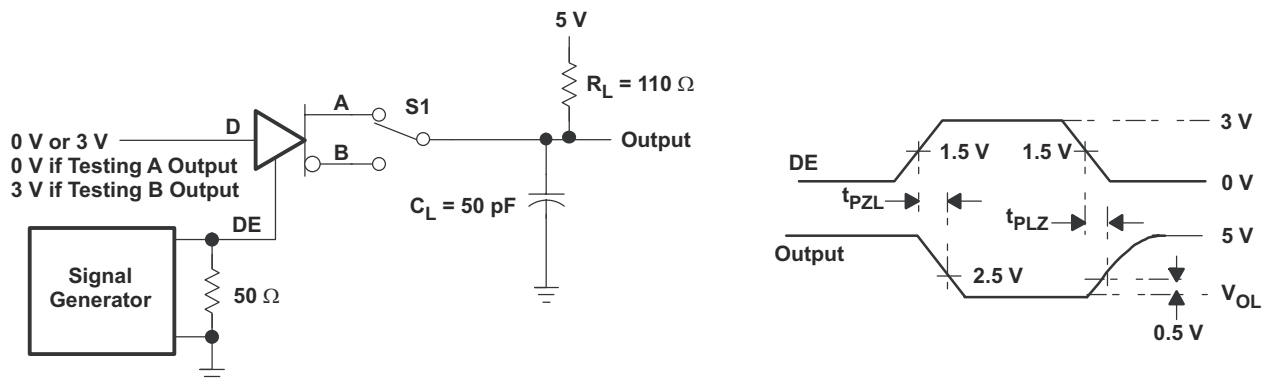 5 V
R_L = 110 Ω
A
S1
D
0 V or 3 V
Output
0 V if Testing A Output
B
3 V if Testing B Output
C_L = 50 pF
DE
Signal
Generator
50 Ω
3 V
DE
1.5 V
1.5 V
0 V
t_PZL
t_PLZ
Output
5 V
2.5 V
V_OL
0.5 V